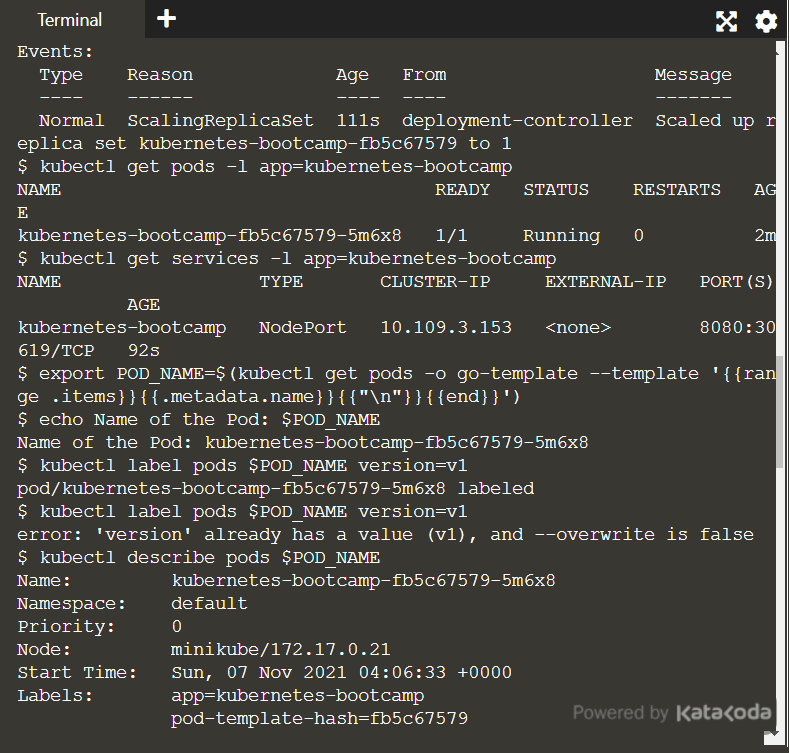 Terminal +
Events:
  Type    Reason             Age   From                   Message
  ----    ------             ----  ----                   -------
  Normal  ScalingReplicaSet  111s  deployment-controller  Scaled up r
eplica set kubernetes-bootcamp-fb5c67579 to 1
$ kubectl get pods -l app=kubernetes-bootcamp
NAME                                  READY   STATUS    RESTARTS   AG
E
kubernetes-bootcamp-fb5c67579-5m6x8   1/1     Running   0          2m
$ kubectl get services -l app=kubernetes-bootcamp
NAME                  TYPE       CLUSTER-IP     EXTERNAL-IP   PORT(S)
          AGE
kubernetes-bootcamp   NodePort   10.109.3.153   <none>        8080:30
619/TCP   92s
$ export POD_NAME=$(kubectl get pods -o go-template --template '{{ran
ge .items}}{{.metadata.name}}{{"\n"}}{{end}}')
$ echo Name of the Pod: $POD_NAME
Name of the Pod: kubernetes-bootcamp-fb5c67579-5m6x8
$ kubectl label pods $POD_NAME version=v1
pod/kubernetes-bootcamp-fb5c67579-5m6x8 labeled
$ kubectl label pods $POD_NAME version=v1
error: 'version' already has a value (v1), and --overwrite is false
$ kubectl describe pods $POD_NAME
Name:         kubernetes-bootcamp-fb5c67579-5m6x8
Namespace:    default
Priority:     0
Node:         minikube/172.17.0.21
Start Time:   Sun, 07 Nov 2021 04:06:33 +0000
Labels:       app=kubernetes-bootcamp
              pod-template-hash=fb5c67579
Powered by Katacoda